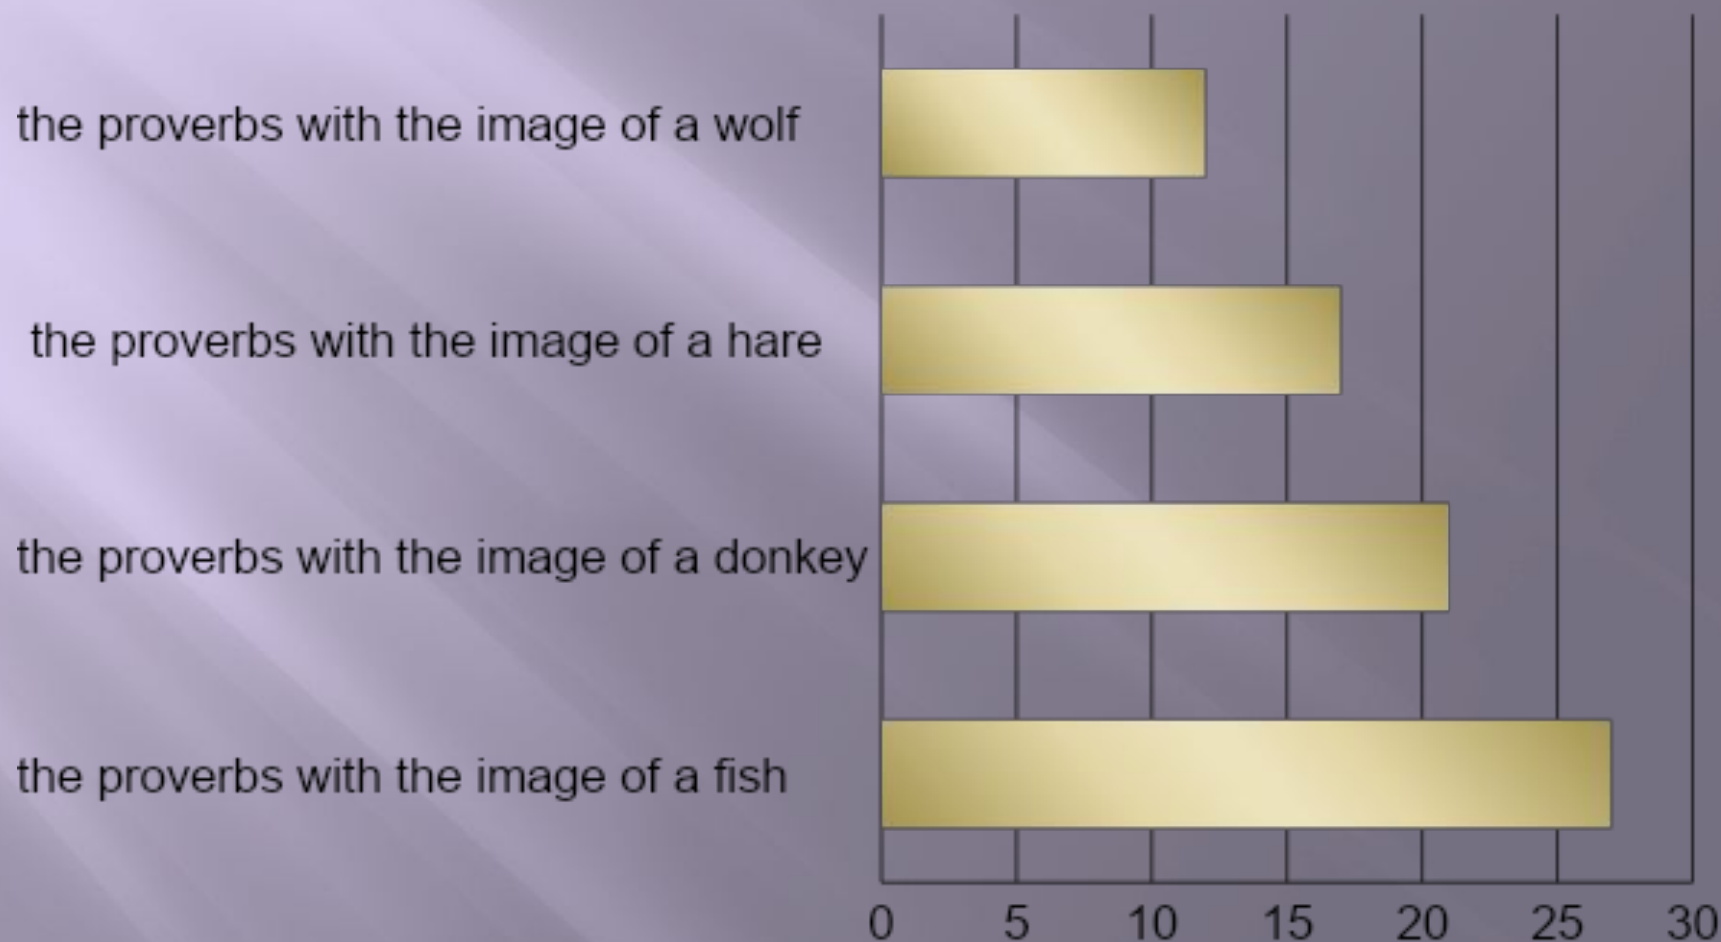 the proverbs with the image of a wolf
the proverbs with the image of a hare
the proverbs with the image of a donkey
the proverbs with the image of a fish
0 5 10 15 20 25 30